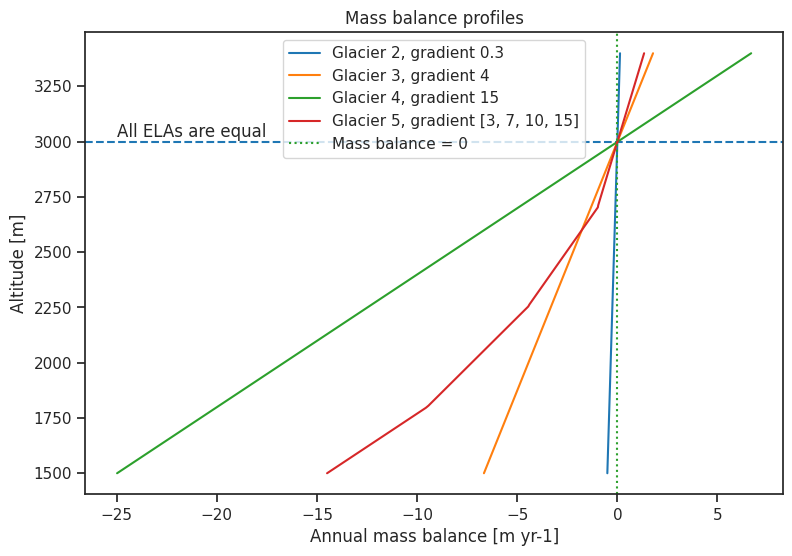 Mass balance profiles
Glacier 2, gradient 0.3
Glacier 3, gradient 4
Glacier 4, gradient 15
Glacier 5, gradient [3, 7, 10, 15]
Mass balance = 0
All ELAs are equal
Altitude [m]
3250
3000
2750
2500
2250
2000
1750
1500
−25
−20
−15
−10
−5
0
5
Annual mass balance [m yr-1]